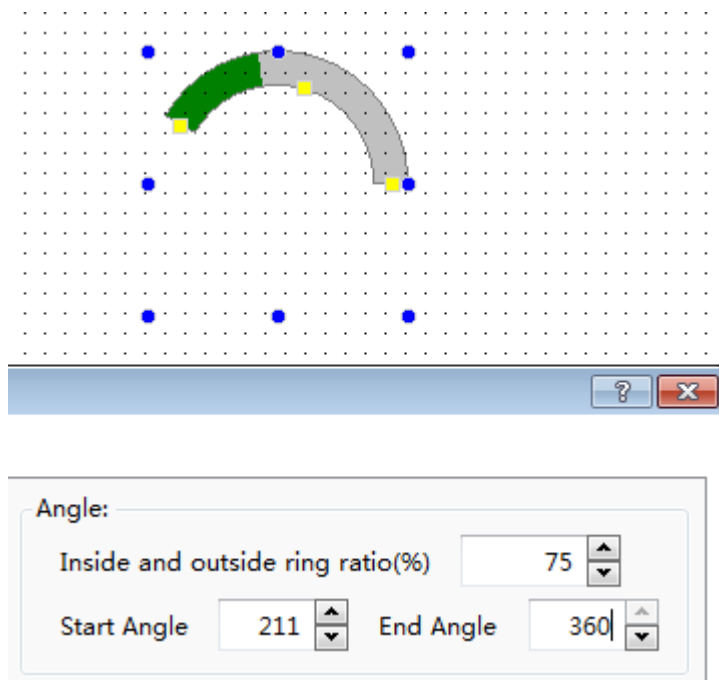 ?
Angle:
Inside and outside ring ratio(%) 75
Start Angle 211 End Angle 360